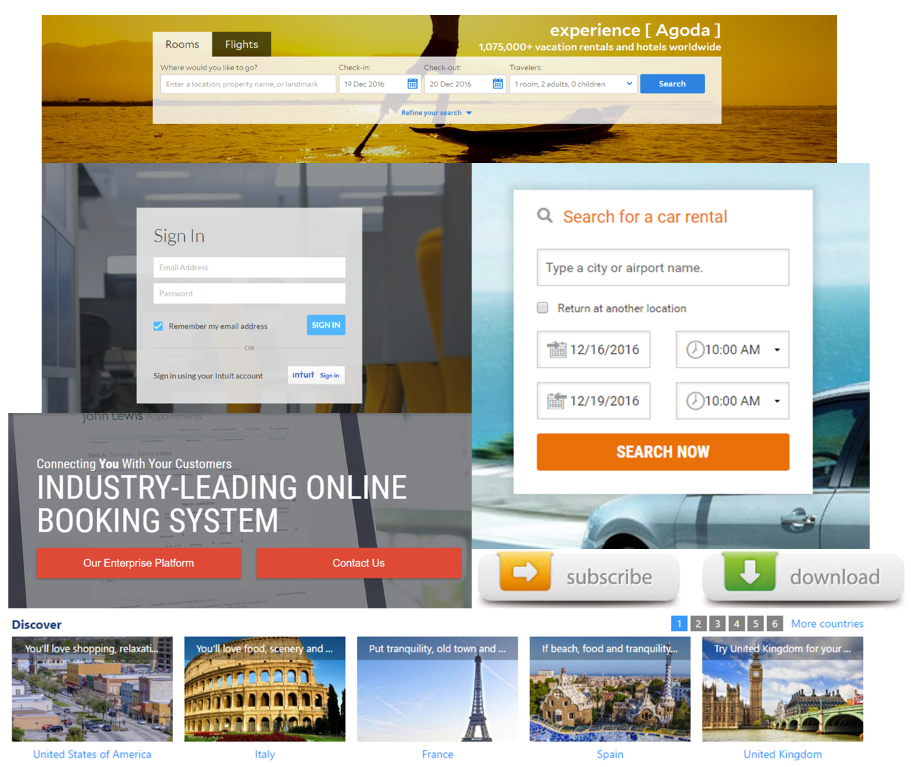 experience [ Agoda ]
1,075,000+ vacation rentals and hotels worldwide
Rooms
Flights
Where would you like to go?
Check-in:
Check-out:
Travelers:
Enter a location, property name, or landmark
19 Dec 2016
20 Dec 2016
1 room, 2 adults, 0 children
Search
Refine your search
Sign In
Email Address
Password
Remember my email address
SIGN IN
OR
Sign in using your Intuit account
intuit Sign in
Search for a car rental
Type a city or airport name.
Return at another location
12/16/2016
10:00 AM
12/19/2016
10:00 AM
SEARCH NOW
John Lewis Appointments
Connecting You With Your Customers
INDUSTRY-LEADING ONLINE
BOOKING SYSTEM
Our Enterprise Platform
Contact Us
subscribe
download
Discover
1 2 3 4 5 6 More countries
You'll love shopping, relaxati...
You'll love food, scenery and ...
Put tranquility, old town and ...
If beach, food and tranquility...
Try United Kingdom for your ...
United States of America
Italy
France
Spain
United Kingdom